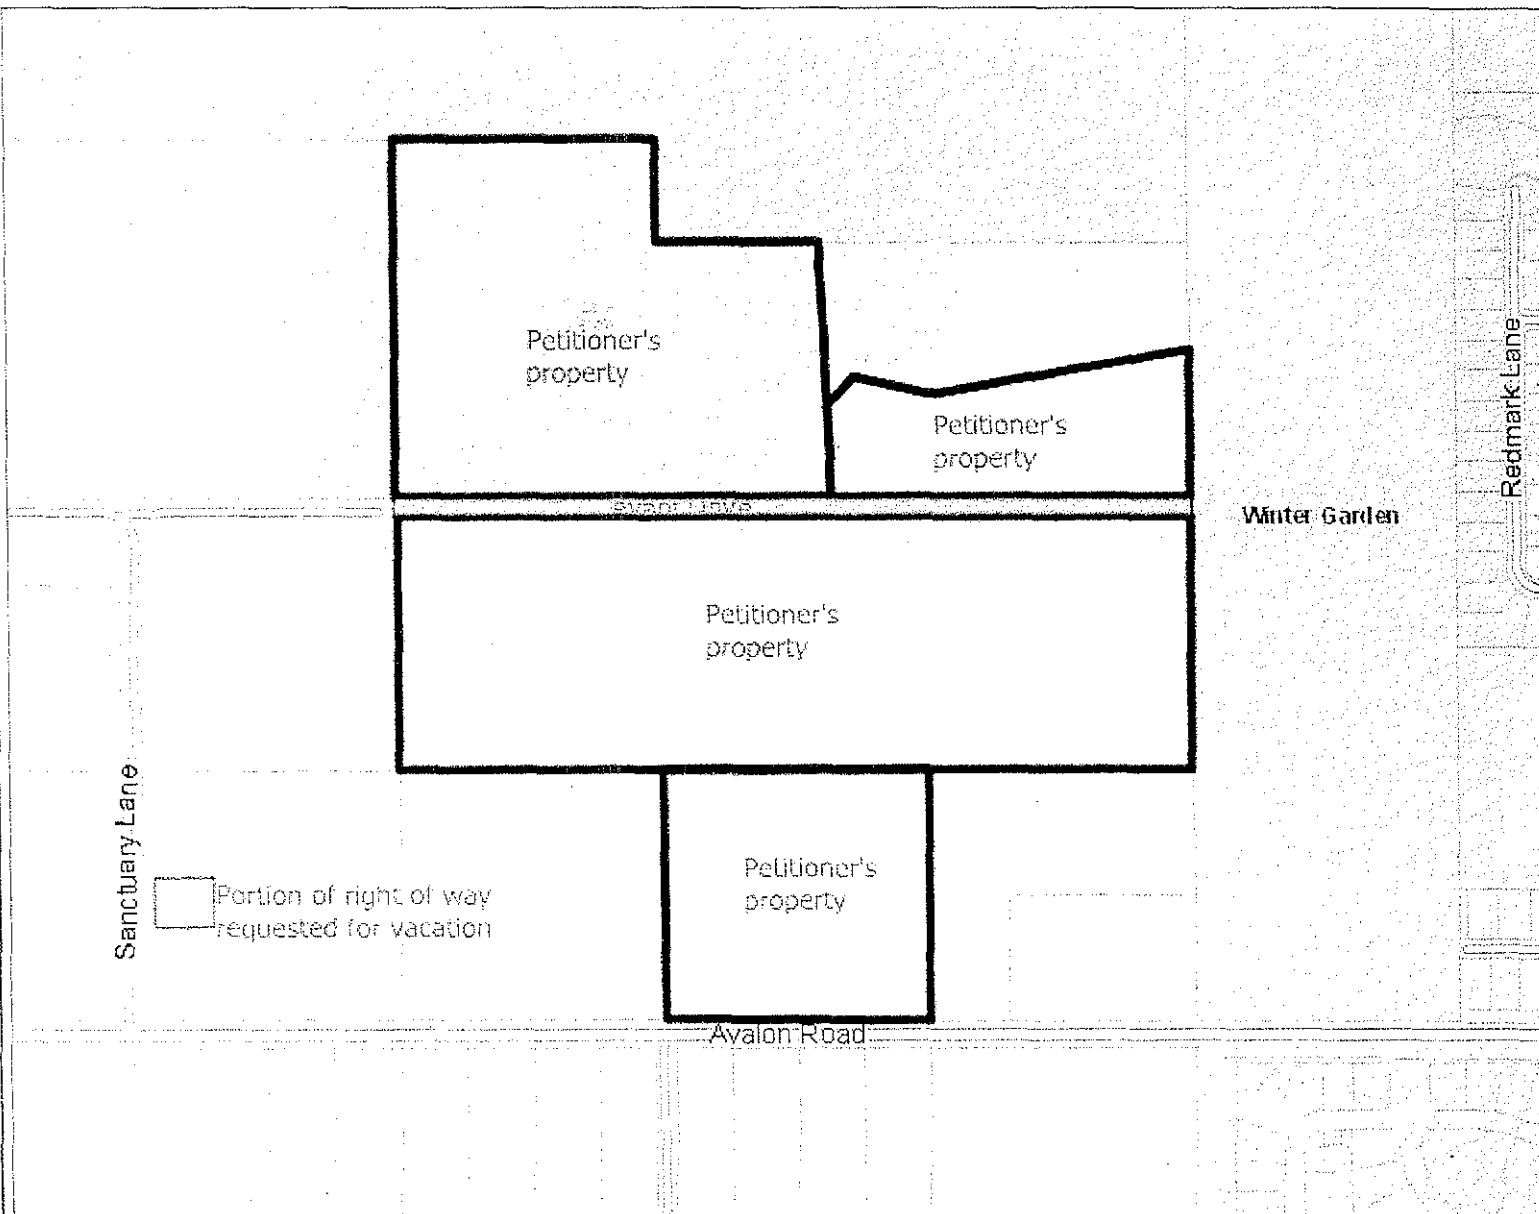 Petitioner's
property
Petitioner's
property
Redmark Lane
Winter Garden
Petitioner's
property
Sanctuary Lane
Portion of right of way
requested for vacation
Petitioner's
property
Avalon Road